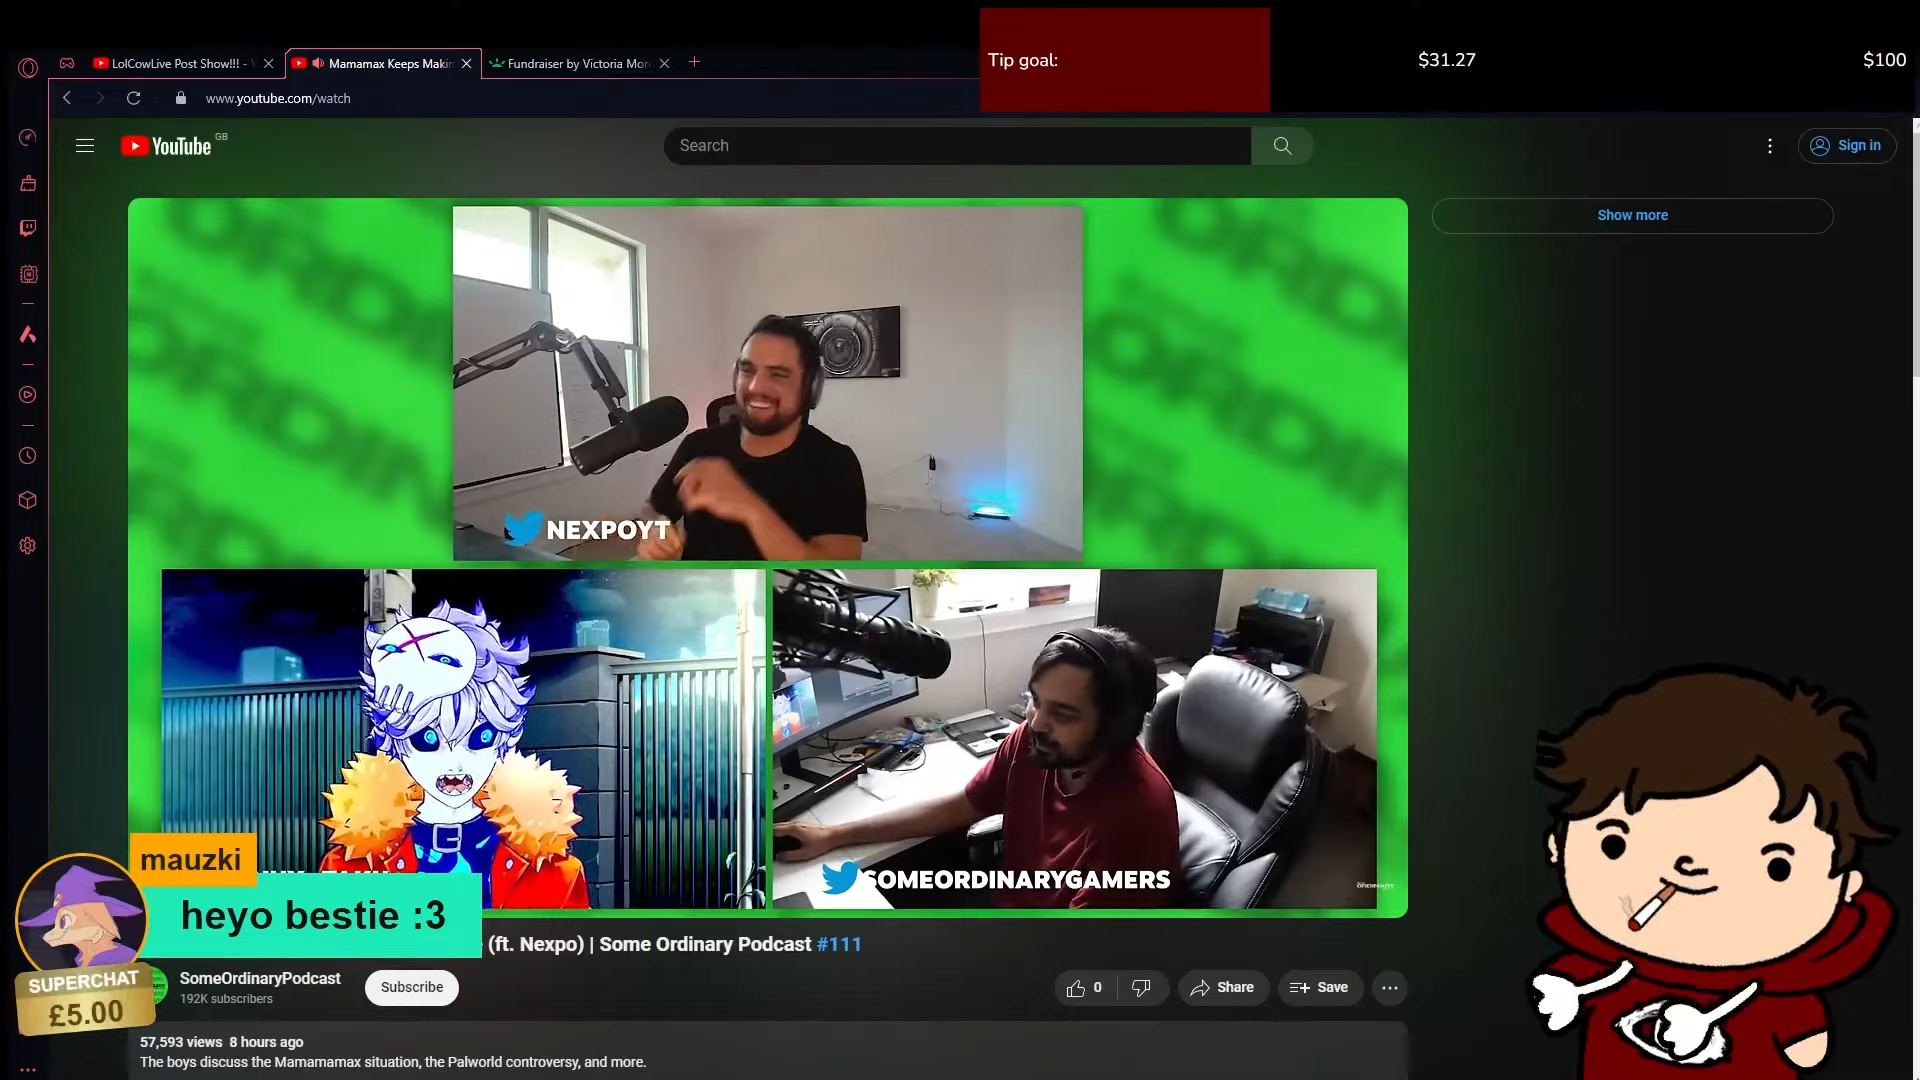 Tip goal:
$31.27
$100
LolCowLive Post Show!!! -
Mamamax Keeps Makin
Fundraiser by Victoria Mor
www.youtube.com/watch
YouTube
GB
Search
Sign in
Show more
NEXPOYT
SOMEORDINARYGAMERS
mauzki
heyo bestie :3
SUPERCHAT
£5.00
(ft. Nexpo) | Some Ordinary Podcast #111
SomeOrdinaryPodcast
192K subscribers
Subscribe
0
Share
Save
57,593 views 8 hours ago
The boys discuss the Mamamamax situation, the Palworld controversy, and more.